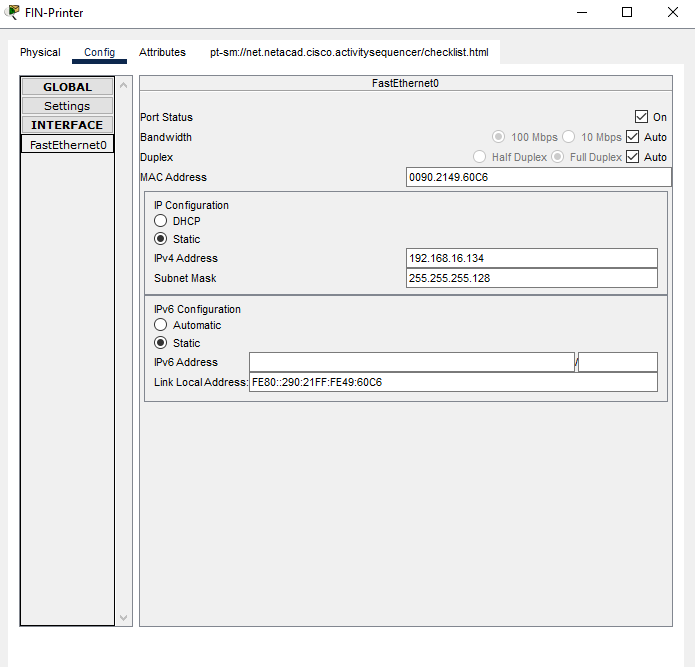 FIN-Printer
Physical Config Attributes pt-sm://net.netacad.cisco.activitysequencer/checklist.html
GLOBAL
Settings
INTERFACE
FastEthernet0
FastEthernet0
Port Status On
Bandwidth 100 Mbps 10 Mbps Auto
Duplex Half Duplex Full Duplex Auto
MAC Address 0090.2149.60C6
IP Configuration
DHCP
Static
IPv4 Address 192.168.16.134
Subnet Mask 255.255.255.128
IPv6 Configuration
Automatic
Static
IPv6 Address /
Link Local Address: FE80::290:21FF:FE49:60C6